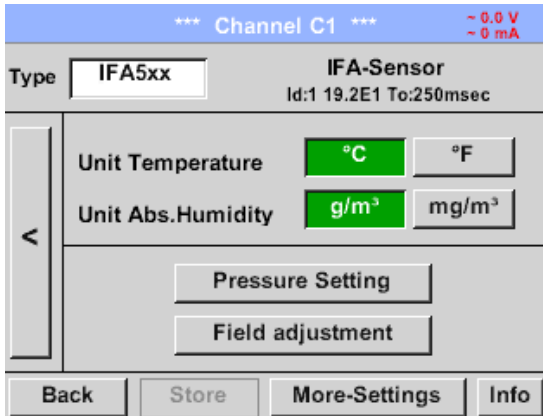 *** Channel C1 ***
~ 0.0 V
~ 0 mA
Type
IFA5xx
IFA-Sensor
Id:1 19.2E1 To:250msec
<
Unit Temperature °C °F
Unit Abs.Humidity g/m³ mg/m³
Pressure Setting
Field adjustment
Back Store More-Settings Info